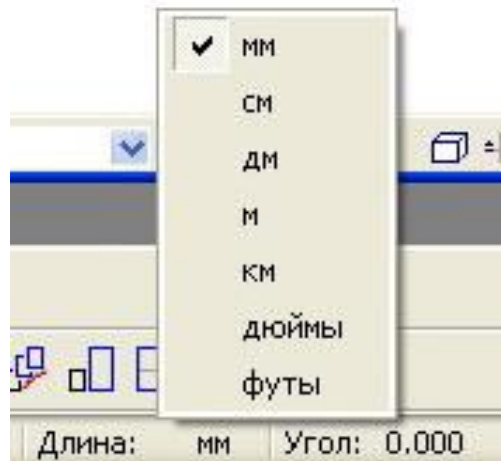 мм
см
дм
м
км
дюймы
футы
Длина: мм Угол: 0.000